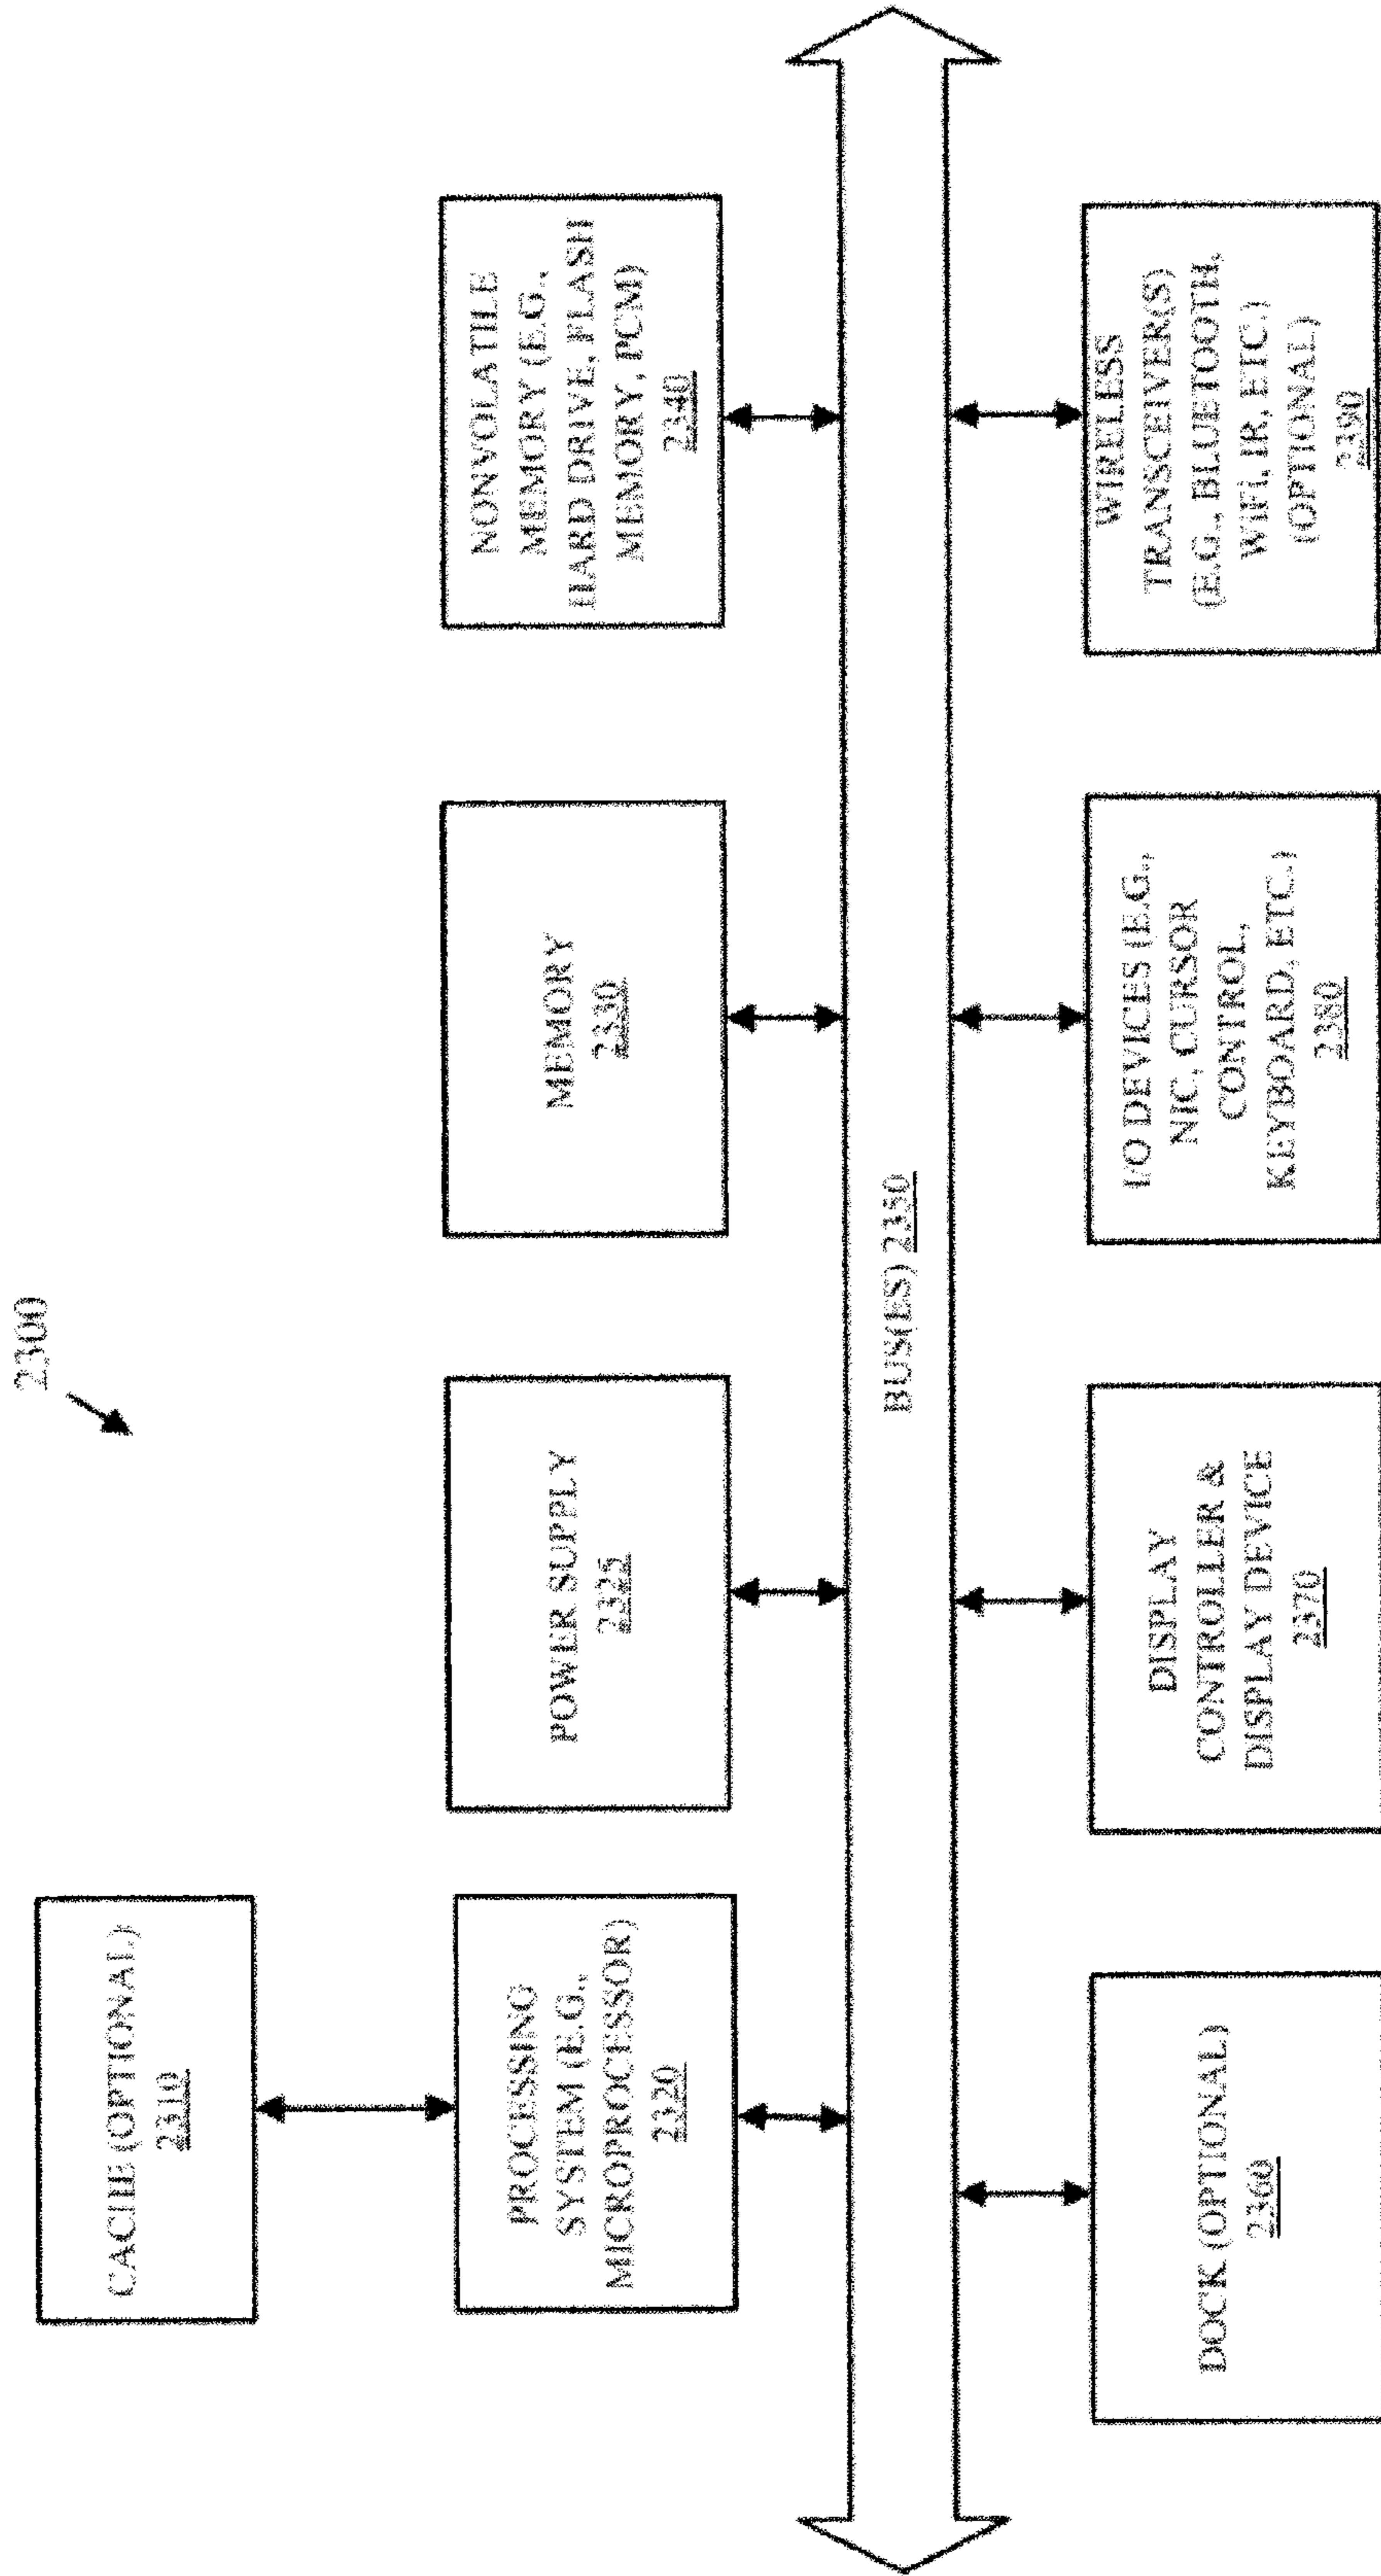 2300
CACHE (OPTIONAL)
2310
PROCESSING
SYSTEM (E.G.,
MICROPROCESSOR)
2320
POWER SUPPLY
2325
MEMORY
2330
NONVOLATILE
MEMORY (E.G.,
HARD DRIVE, FLASH
MEMORY, PCM)
2340
BUS(ES) 2350
DOCK (OPTIONAL)
2360
DISPLAY
CONTROLLER &
DISPLAY DEVICE
2370
I/O DEVICES (E.G.,
NIC, CURSOR
CONTROL,
KEYBOARD, ETC.)
2380
WIRELESS
TRANSCEIVER(S)
(E.G., BLUETOOTH,
WiFi, IR, ETC.)
(OPTIONAL)
2390